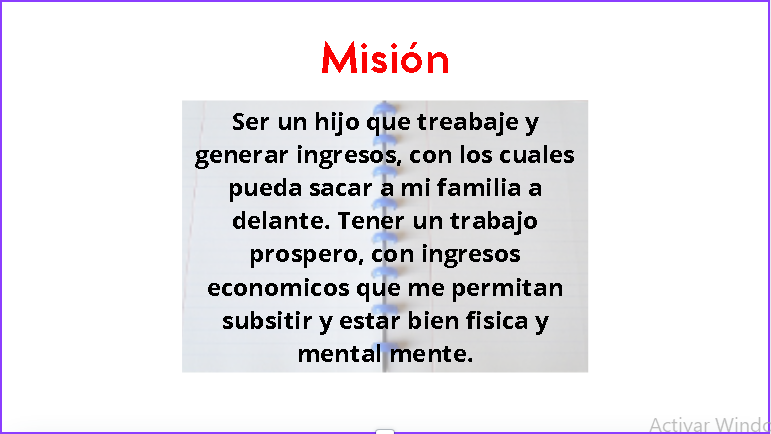 Misión
Ser un hijo que treabaje y
generar ingresos, con los cuales
pueda sacar a mi familia a
delante. Tener un trabajo
prospero, con ingresos
economicos que me permitan
subsitir y estar bien fisica y
mental mente.
Activar Windo